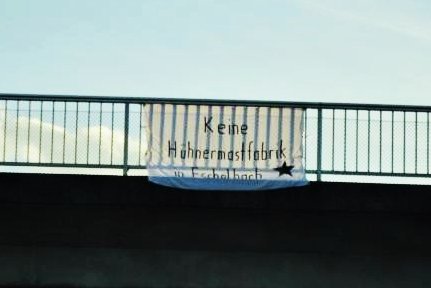 Keine
Hühnermastfabrik
in Eschelbach